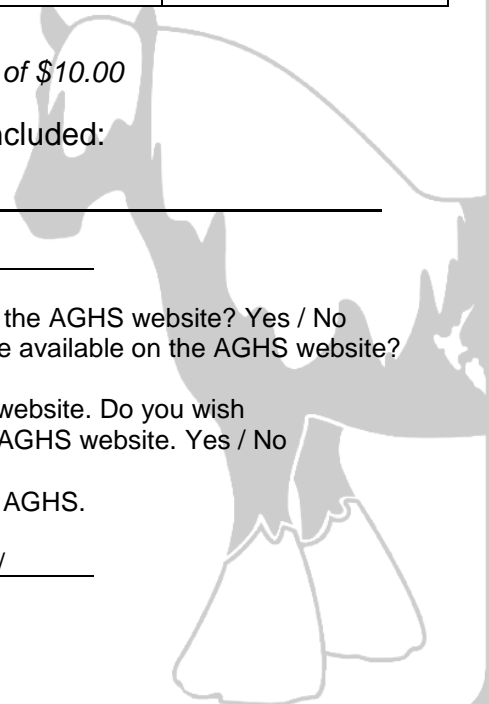 of $10.00
ncluded:
the AGHS website? Yes / No
e available on the AGHS website?
website. Do you wish
AGHS website. Yes / No
AGHS.
/